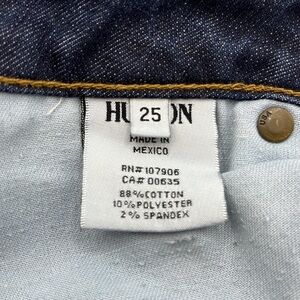 HU
25
ON
MADE IN
MEXICO
RN# 107906
CA# 00635
88% COTTON
10% POLYESTER
2% SPANDEX